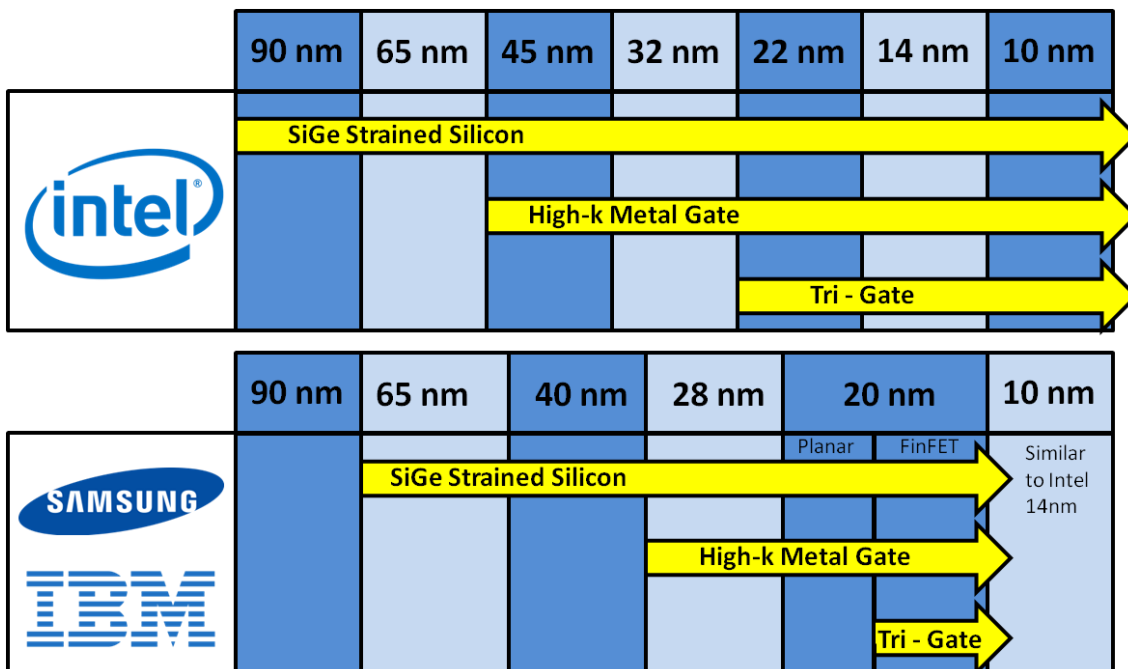 90 nm 65 nm 45 nm 32 nm 22 nm 14 nm 10 nm
intel®
SiGe Strained Silicon
High-k Metal Gate
Tri - Gate
90 nm 65 nm 40 nm 28 nm 20 nm 10 nm
Planar FinFET
SAMSUNG
IBM
SiGe Strained Silicon
Similar
to Intel
14nm
High-k Metal Gate
Tri - Gate